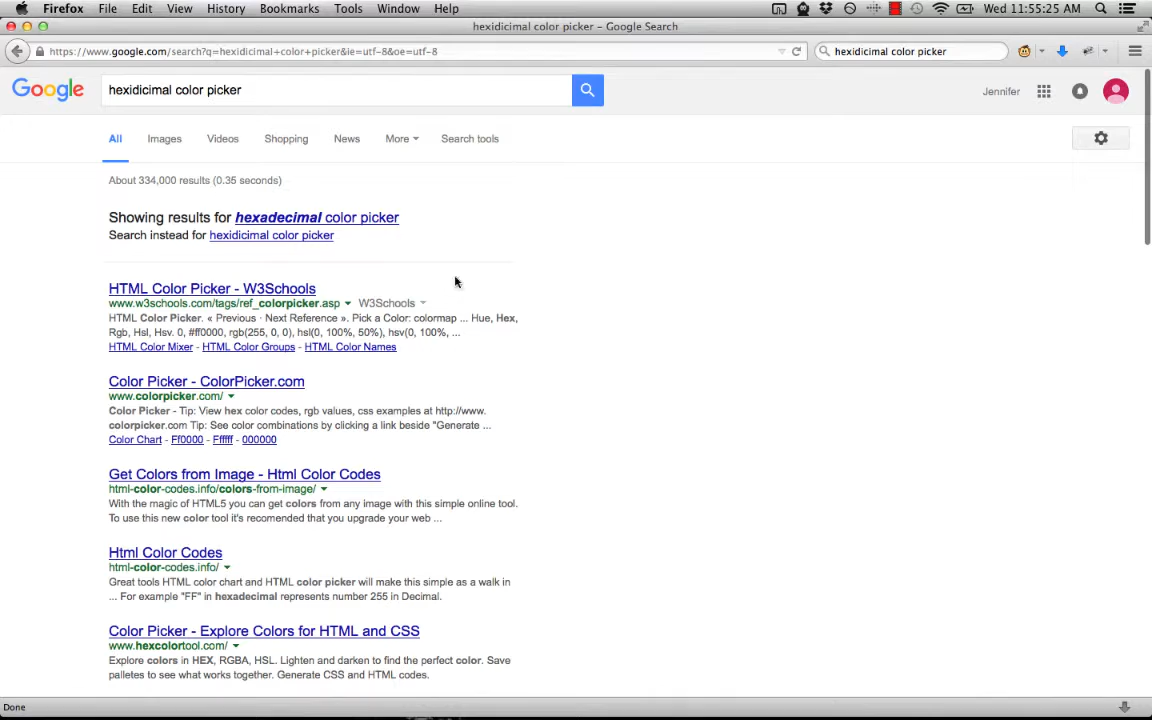 Firefox File Edit View History Bookmarks Tools Window Help Wed 11:55:25 AM
hexidicimal color picker - Google Search
https://www.google.com/search?q=hexidicimal+color+picker&ie=utf-8&oe=utf-8 hexidicimal color picker
Google hexidicimal color picker Jennifer
All Images Videos Shopping News More Search tools
About 334,000 results (0.35 seconds)
Showing results for hexadecimal color picker
Search instead for hexidicimal color picker
HTML Color Picker - W3Schools
www.w3schools.com/tags/ref_colorpicker.asp W3Schools
HTML Color Picker. « Previous · Next Reference ». Pick a Color: colormap ... Hue, Hex,
Rgb, Hsl, Hsv. 0, #ff0000, rgb(255, 0, 0), hsl(0, 100%, 50%), hsv(0, 100%, ...
HTML Color Mixer - HTML Color Groups - HTML Color Names
Color Picker - ColorPicker.com
www.colorpicker.com/
Color Picker - Tip: View hex color codes, rgb values, css examples at http://www.
colorpicker.com Tip: See color combinations by clicking a link beside "Generate ...
Color Chart - Ff0000 - Ffffff - 000000
Get Colors from Image - Html Color Codes
html-color-codes.info/colors-from-image/
With the magic of HTML5 you can get colors from any image with this simple online tool.
To use this new color tool it's recomended that you upgrade your web ...
Html Color Codes
html-color-codes.info/
Great tools HTML color chart and HTML color picker will make this simple as a walk in
... For example "FF" in hexadecimal represents number 255 in Decimal.
Color Picker - Explore Colors for HTML and CSS
www.hexcolortool.com/
Explore colors in HEX, RGBA, HSL. Lighten and darken to find the perfect color. Save
palletes to see what works together. Generate CSS and HTML codes.
Done